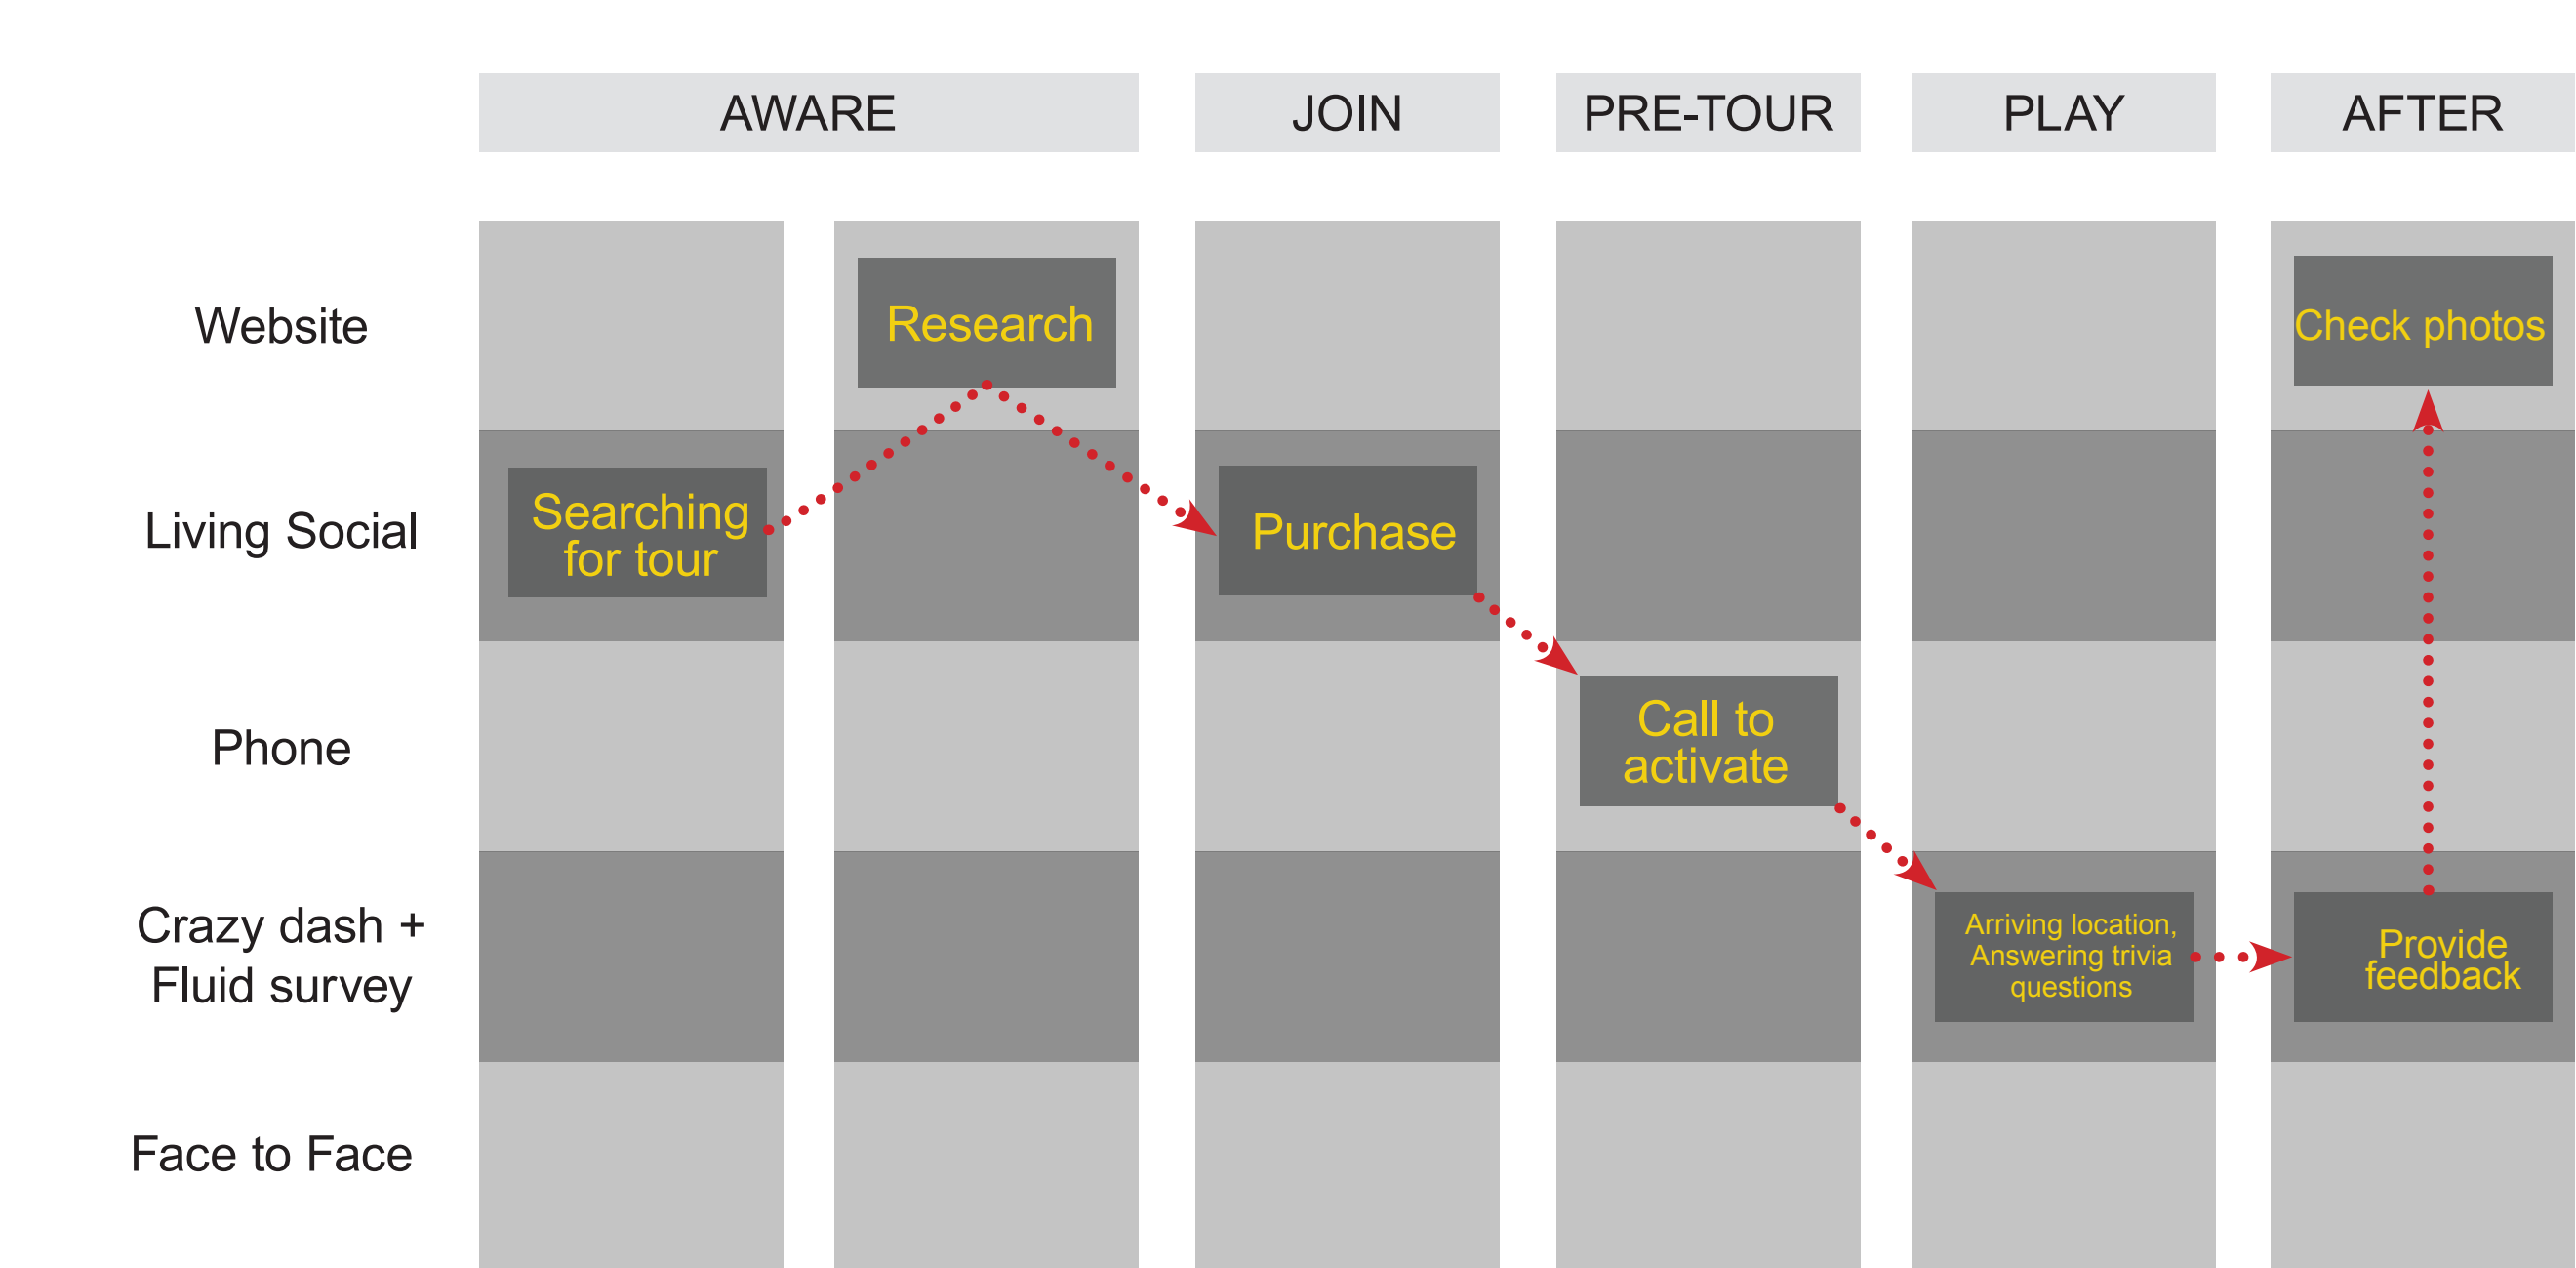 AWARE
JOIN
PRE-TOUR
PLAY
AFTER
Website
Research
Check photos
Living Social
Searching
for tour
Purchase
Phone
Call to
activate
Crazy dash +
Fluid survey
Arriving location,
Answering trivia
questions
Provide
feedback
Face to Face